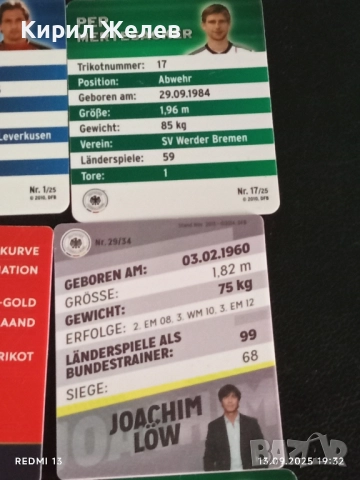 Кирил Желев
PER
MERTESACKER
Trikotnummer: 17
Position: Abwehr
Geboren am: 29.09.1984
Größe: 1,96 m
Gewicht: 85 kg
Verein: SV Werder Bremen
Länderspiele: 59
Tore: 1
Nr. 17/25
© 2010, DFB
Leverkusen
Nr. 1/25
© 2010, DFB
KURVE
NATION
-GOLD
AAND
RIKOT
Nr. 29/34
GEBOREN AM: 03.02.1960
GRÖSSE: 1,82 m
GEWICHT: 75 kg
ERFOLGE: 2. EM 08, 3. WM 10, 3. EM 12
LÄNDERSPIELE ALS
BUNDESTRAINER: 99
SIEGE: 68
JOACHIM
LÖW
REDMI 13
13.09.2025 19:32
bazar